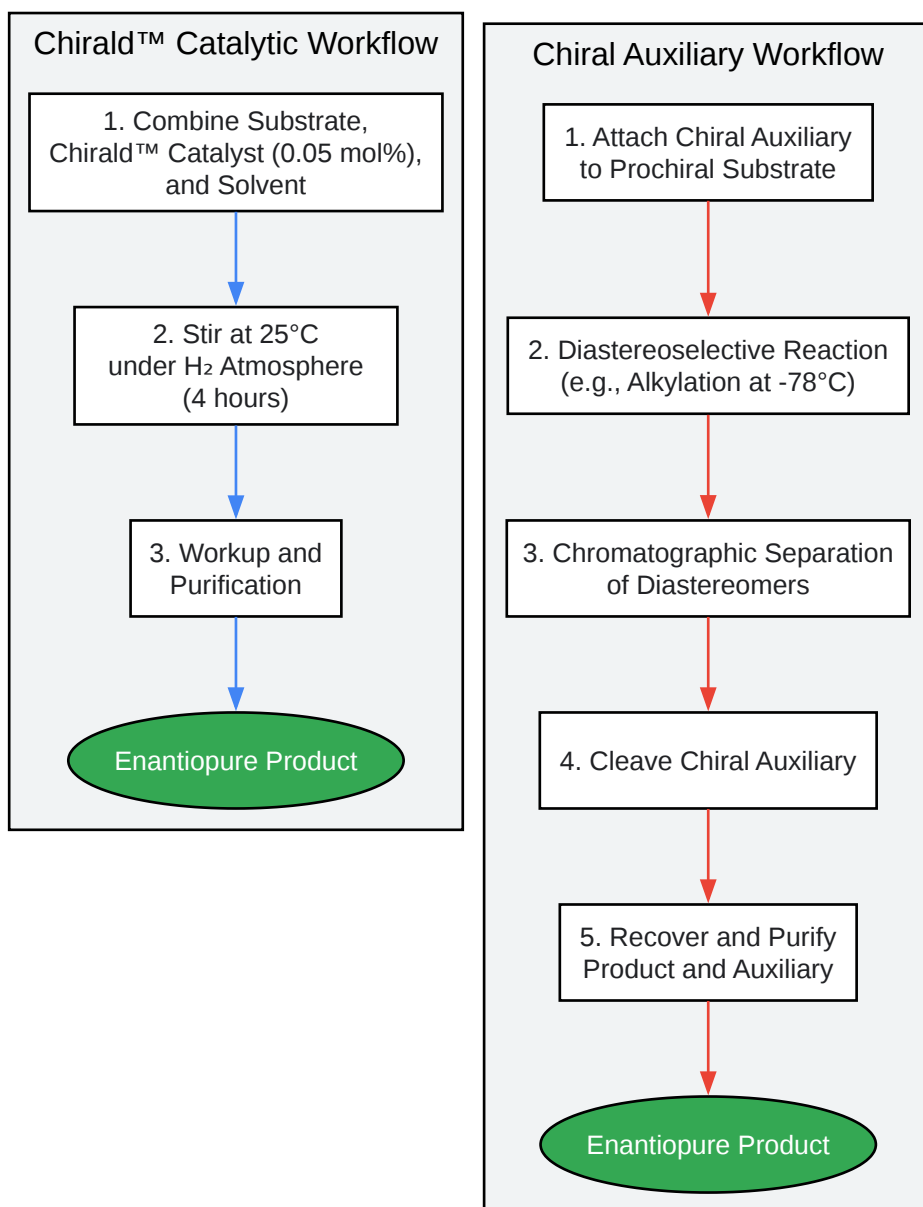 Chirald™ Catalytic Workflow
1. Combine Substrate,
Chirald™ Catalyst (0.05 mol%),
and Solvent
2. Stir at 25°C
under H₂ Atmosphere
(4 hours)
3. Workup and
Purification
Enantiopure Product
Chiral Auxiliary Workflow
1. Attach Chiral Auxiliary
to Prochiral Substrate
2. Diastereoselective Reaction
(e.g., Alkylation at -78°C)
3. Chromatographic Separation
of Diastereomers
4. Cleave Chiral Auxiliary
5. Recover and Purify
Product and Auxiliary
Enantiopure Product